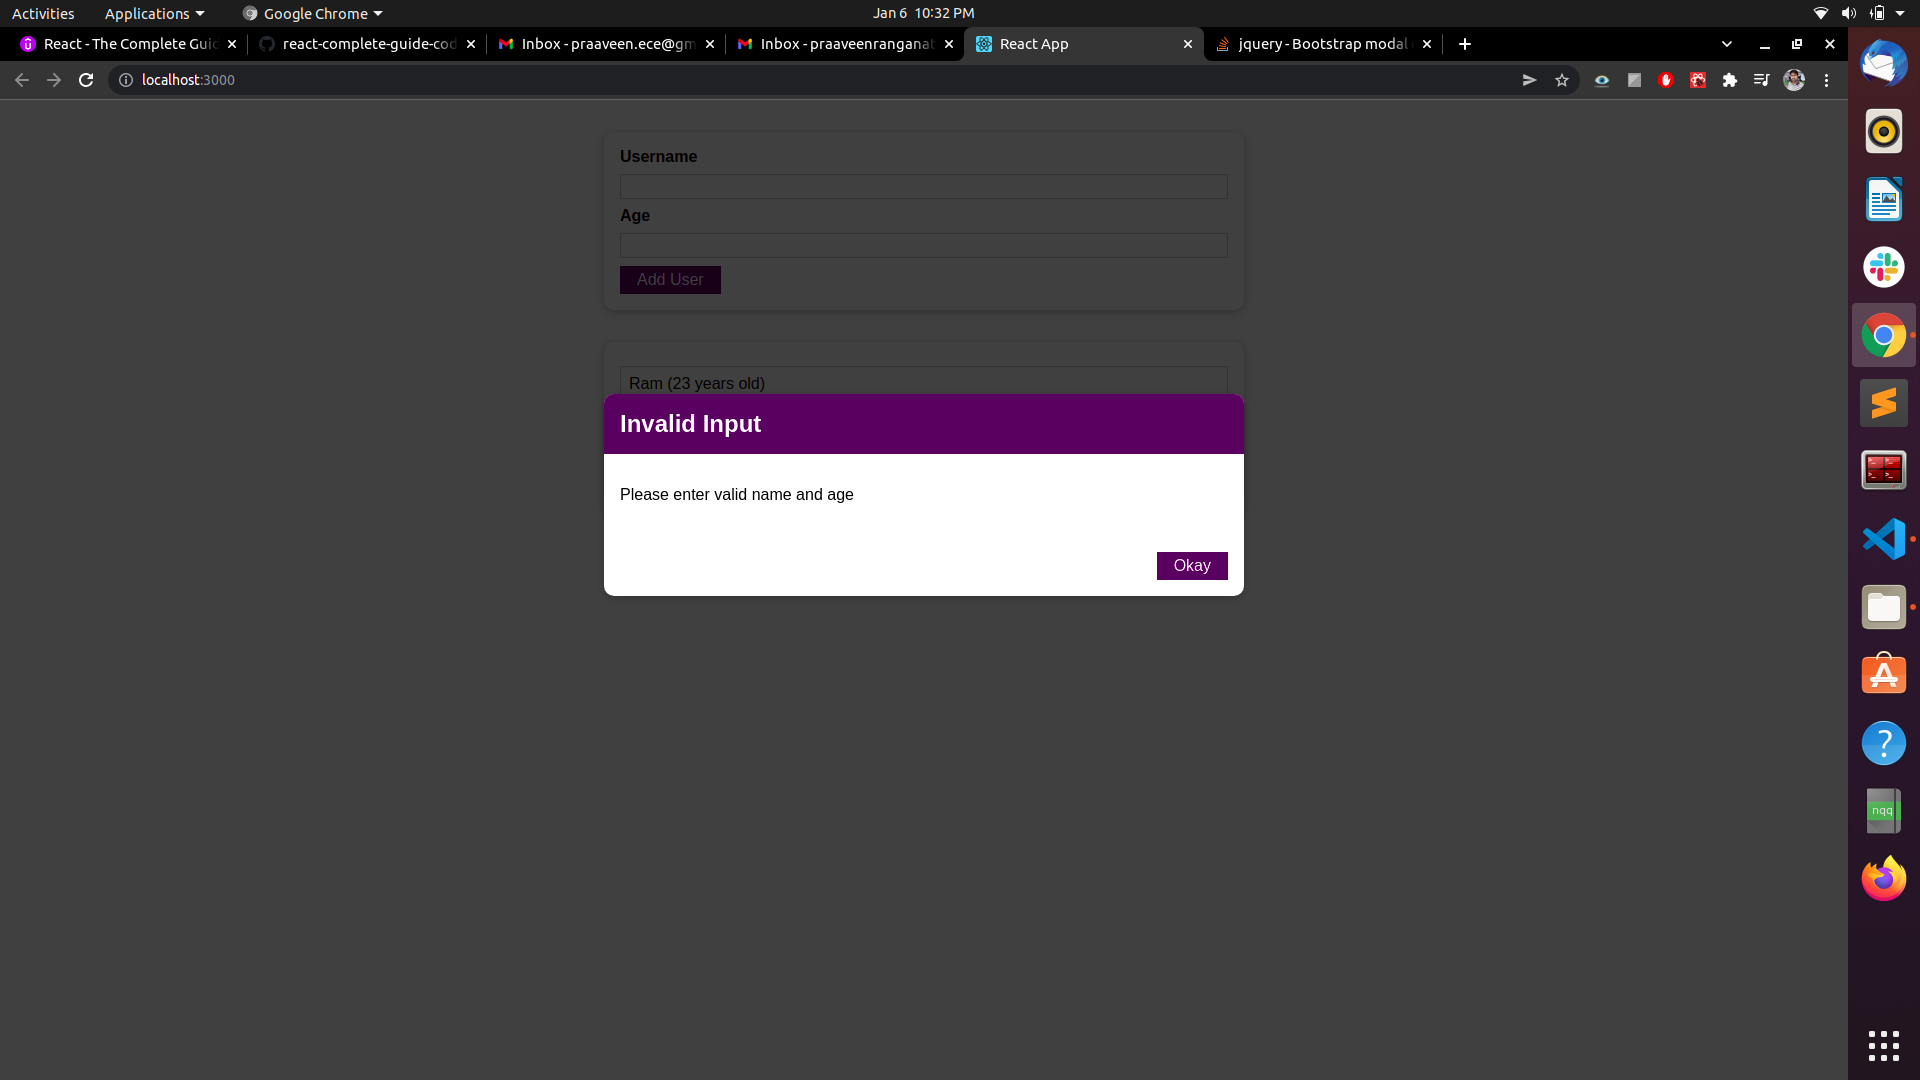 Activities Applications Google Chrome Jan 6 10:32 PM
React - The Complete Guid react-complete-guide-cod Inbox - praaveen.ece@gm Inbox - praaveenranganat React App jquery - Bootstrap modal
localhost:3000
Username
Age
Add User
Ram (23 years old)
Invalid Input
Please enter valid name and age
Okay
nqq